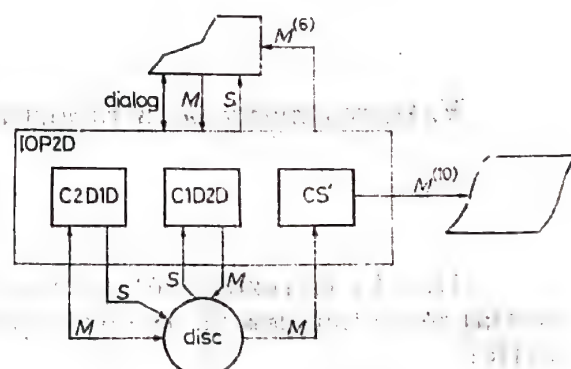 M(6)
dialog M S
IOP2D
C2D1D C1D2D CS' M(10)
S S M
M disc M